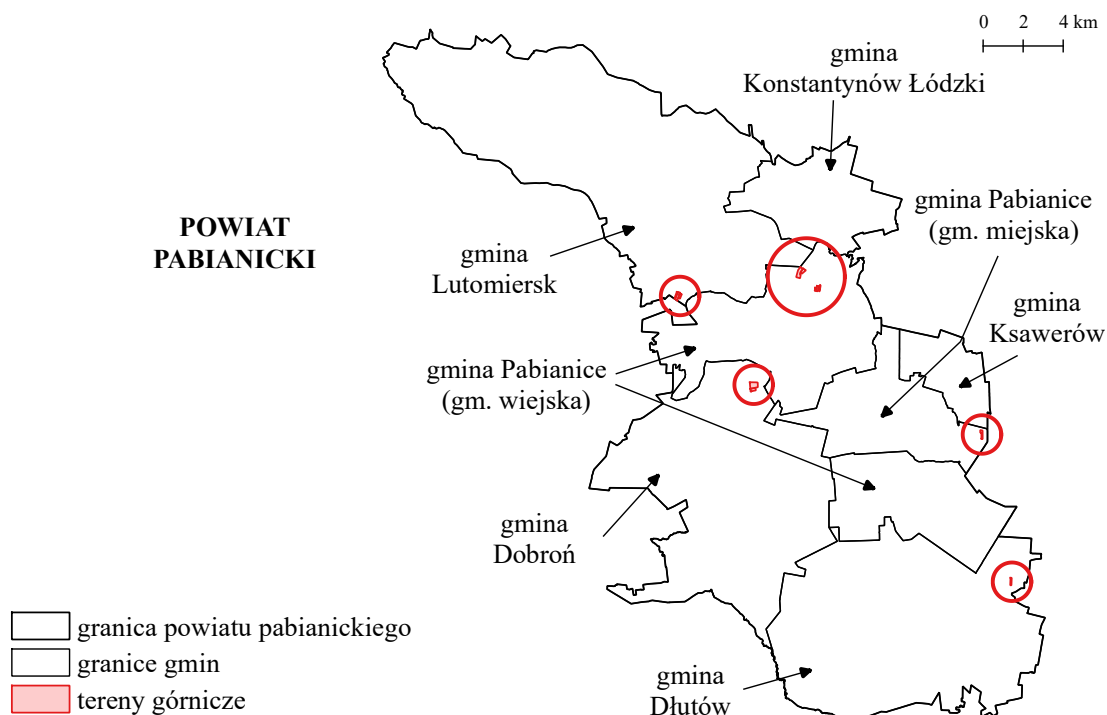 0 2 4 km
gmina
Konstantynów Łódzki
gmina Pabianice
(gm. miejska)
POWIAT
PABIANICKI
gmina
Lutomiersk
gmina
Ksawerów
gmina Pabianice
(gm. wiejska)
gmina
Dobroń
granica powiatu pabianickiego
granice gmin
tereny górnicze
gmina
Dłutów